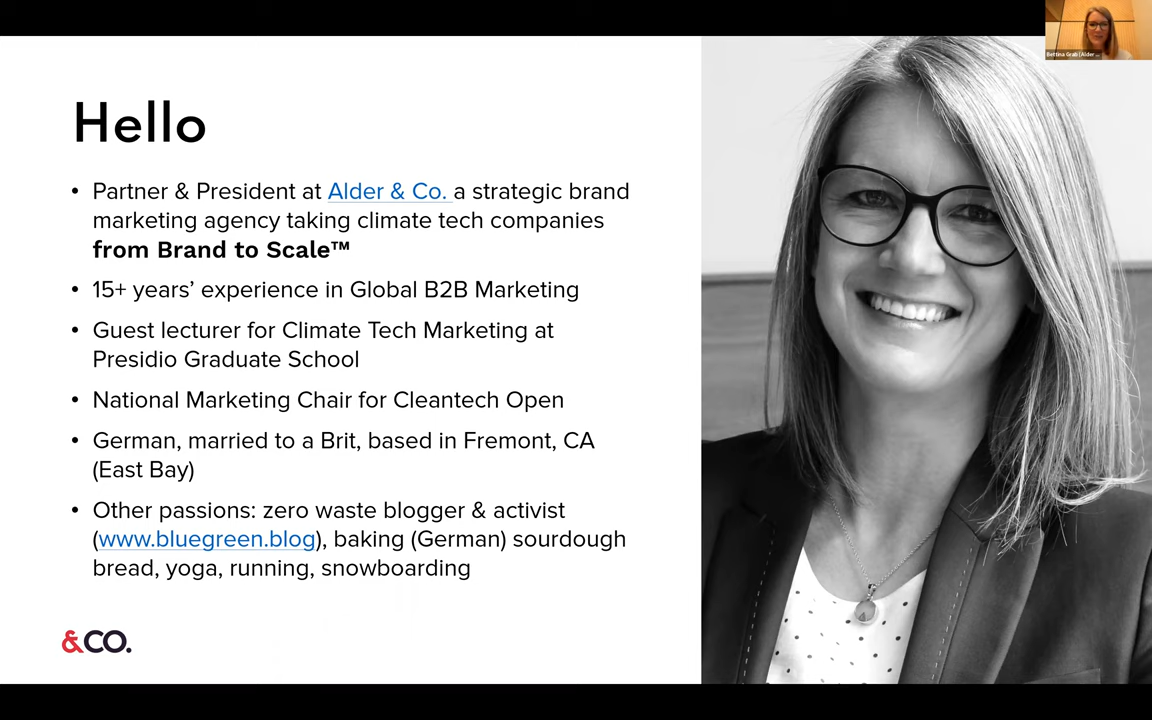 Hello
• Partner & President at Alder & Co. a strategic brand
marketing agency taking climate tech companies
from Brand to Scale™
• 15+ years’ experience in Global B2B Marketing
• Guest lecturer for Climate Tech Marketing at
Presidio Graduate School
• National Marketing Chair for Cleantech Open
• German, married to a Brit, based in Fremont, CA
(East Bay)
• Other passions: zero waste blogger & activist
(www.bluegreen.blog), baking (German) sourdough
bread, yoga, running, snowboarding
&CO.
Bettina Grab (Alder ...